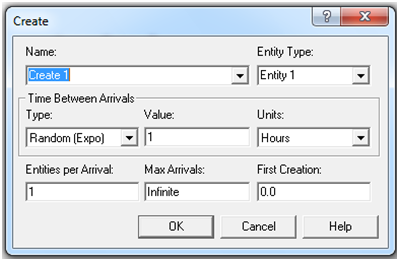 Create
?
Name:
Entity Type:
Create 1
Entity 1
Time Between Arrivals
Type:
Value:
Units:
Random (Expo)
1
Hours
Entities per Arrival:
Max Arrivals:
First Creation:
1
Infinite
0.0
OK
Cancel
Help